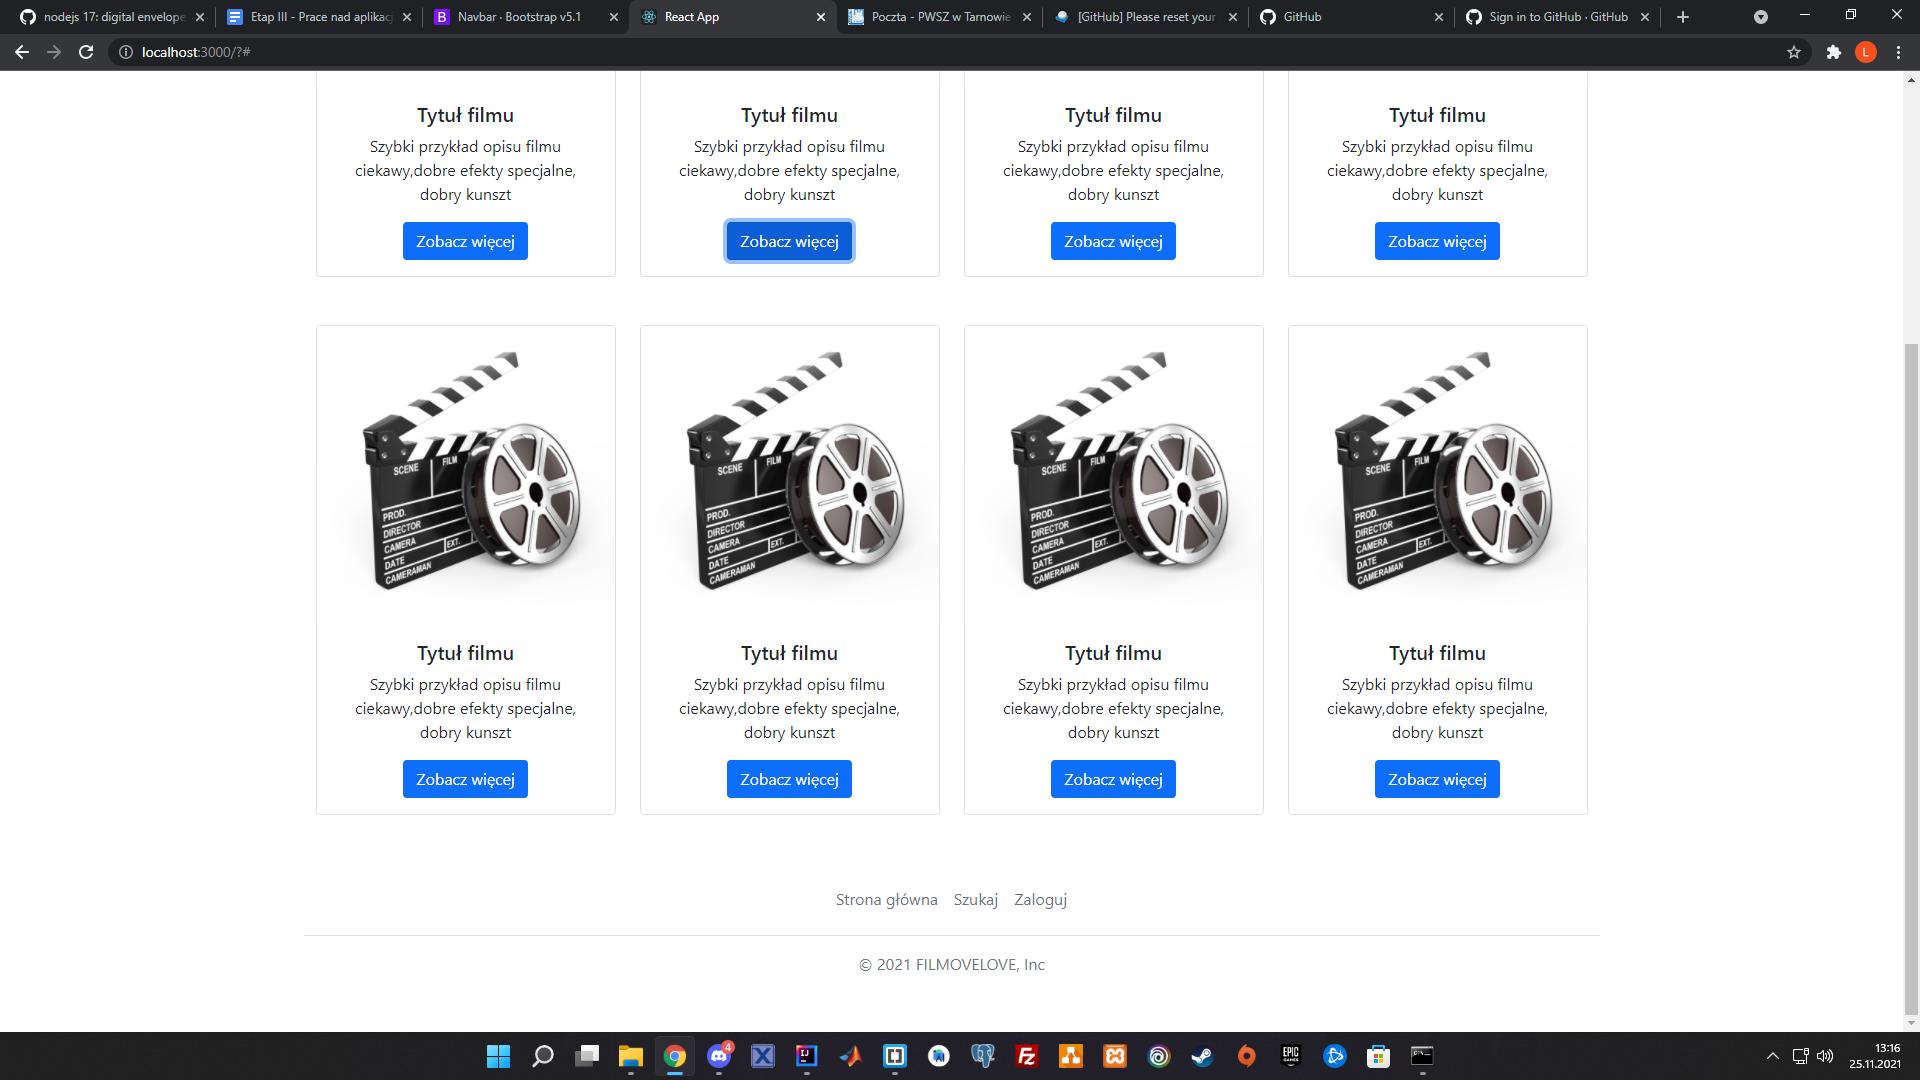 nodejs 17: digital envelope
Etap III - Prace nad aplikacj
Navbar · Bootstrap v5.1
React App
Poczta - PWSZ w Tarnowie
[GitHub] Please reset your
GitHub
Sign in to GitHub · GitHub
localhost:3000/?#
L
Tytuł filmu Tytuł filmu Tytuł filmu Tytuł filmu
Szybki przykład opisu filmu Szybki przykład opisu filmu Szybki przykład opisu filmu Szybki przykład opisu filmu
ciekawy,dobre efekty specjalne, ciekawy,dobre efekty specjalne, ciekawy,dobre efekty specjalne, ciekawy,dobre efekty specjalne,
dobry kunszt dobry kunszt dobry kunszt dobry kunszt
Zobacz więcej Zobacz więcej Zobacz więcej Zobacz więcej
SCENE FILM SCENE FILM SCENE FILM SCENE FILM
PROD. PROD. PROD. PROD.
DIRECTOR DIRECTOR DIRECTOR DIRECTOR
CAMERA EXT. CAMERA EXT. CAMERA EXT. CAMERA EXT.
DATE DATE DATE DATE
CAMERAMAN CAMERAMAN CAMERAMAN CAMERAMAN
Tytuł filmu Tytuł filmu Tytuł filmu Tytuł filmu
Szybki przykład opisu filmu Szybki przykład opisu filmu Szybki przykład opisu filmu Szybki przykład opisu filmu
ciekawy,dobre efekty specjalne, ciekawy,dobre efekty specjalne, ciekawy,dobre efekty specjalne, ciekawy,dobre efekty specjalne,
dobry kunszt dobry kunszt dobry kunszt dobry kunszt
Zobacz więcej Zobacz więcej Zobacz więcej Zobacz więcej
Strona główna Szukaj Zaloguj
© 2021 FILMOVELOVE, Inc
4
13:16
25.11.2021